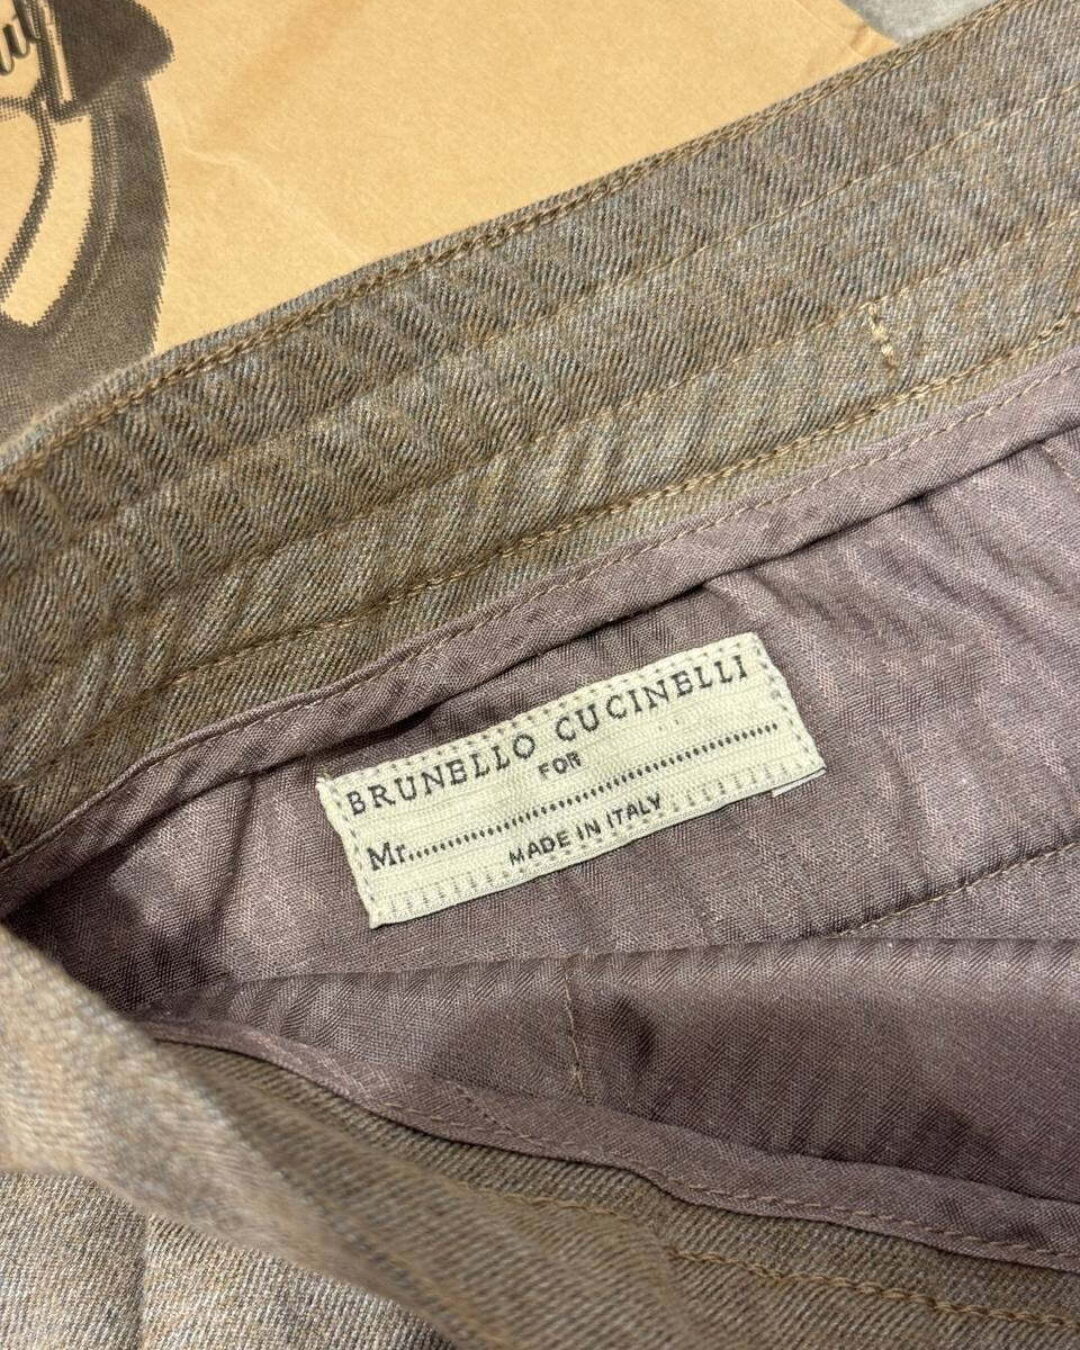 BRUNELLO CUCINELLI
FOR
Mr..........................................
MADE IN ITALY